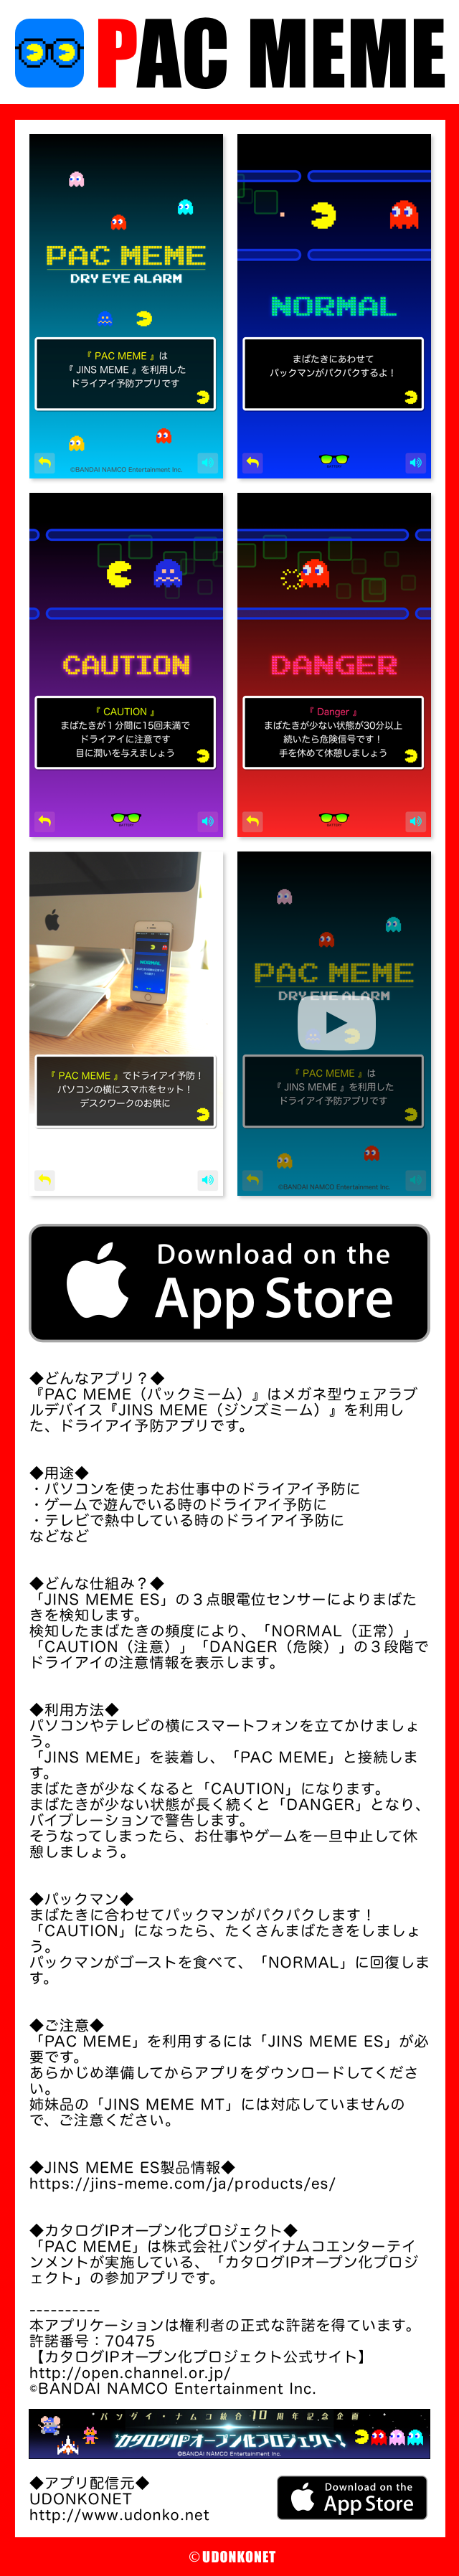 PAC MEME
PAC MEME
DRY EYE ALARM
『 PAC MEME 』は
『 JINS MEME 』を利用した
ドライアイ予防アプリです
©BANDAI NAMCO Entertainment Inc.
NORMAL
まばたきにあわせて
パックマンがパクパクするよ！
CAUTION
『 CAUTION 』
まばたきが１分間に15回未満で
ドライアイに注意です
目に潤いを与えましょう
DANGER
『 Danger 』
まばたきが少ない状態が30分以上
続いたら危険信号です！
手を休めて休憩しましょう
NORMAL
『 PAC MEME 』でドライアイ予防！
パソコンの横にスマホをセット！
デスクワークのお供に
PAC MEME
DRY EYE ALARM
『 PAC MEME 』は
『 JINS MEME 』を利用した
ドライアイ予防アプリです
©BANDAI NAMCO Entertainment Inc.
Download on the
App Store
◆どんなアプリ？◆
『PAC MEME（パックミーム）』はメガネ型ウェアラブ
ルデバイス『JINS MEME（ジンズミーム）』を利用し
た、ドライアイ予防アプリです。
◆用途◆
・パソコンを使ったお仕事中のドライアイ予防に
・ゲームで遊んでいる時のドライアイ予防に
・テレビで熱中している時のドライアイ予防に
などなど
◆どんな仕組み？◆
「JINS MEME ES」の３点眼電位センサーによりまばた
きを検知します。
検知したまばたきの頻度により、「NORMAL（正常）」
「CAUTION（注意）」「DANGER（危険）」の３段階で
ドライアイの注意情報を表示します。
◆利用方法◆
パソコンやテレビの横にスマートフォンを立てかけましょ
う。
「JINS MEME」を装着し、「PAC MEME」と接続しま
す。
まばたきが少なくなると「CAUTION」になります。
まばたきが少ない状態が長く続くと「DANGER」となり、
バイブレーションで警告します。
そうなってしまったら、お仕事やゲームを一旦中止して休
憩しましょう。
◆パックマン◆
まばたきに合わせてパックマンがパクパクします！
「CAUTION」になったら、たくさんまばたきをしましょ
う。
パックマンがゴーストを食べて、「NORMAL」に回復しま
す。
◆ご注意◆
「PAC MEME」を利用するには「JINS MEME ES」が必
要です。
あらかじめ準備してからアプリをダウンロードしてくださ
い。
姉妹品の「JINS MEME MT」には対応していませんの
で、ご注意ください。
◆JINS MEME ES製品情報◆
https://jins-meme.com/ja/products/es/
◆カタログIPオープン化プロジェクト◆
「PAC MEME」は株式会社バンダイナムコエンターテイ
ンメントが実施している、「カタログIPオープン化プロジ
ェクト」の参加アプリです。
----------
本アプリケーションは権利者の正式な許諾を得ています。
許諾番号：70475
【カタログIPオープン化プロジェクト公式サイト】
http://open.channel.or.jp/
©BANDAI NAMCO Entertainment Inc.
バンダイ・ナムコ統合10周年記念企画
カタログIPオープン化プロジェクト！
©BANDAI NAMCO Entertainment Inc.
◆アプリ配信元◆
UDONKONET
http://www.udonko.net
Download on the
App Store
© UDONKONET